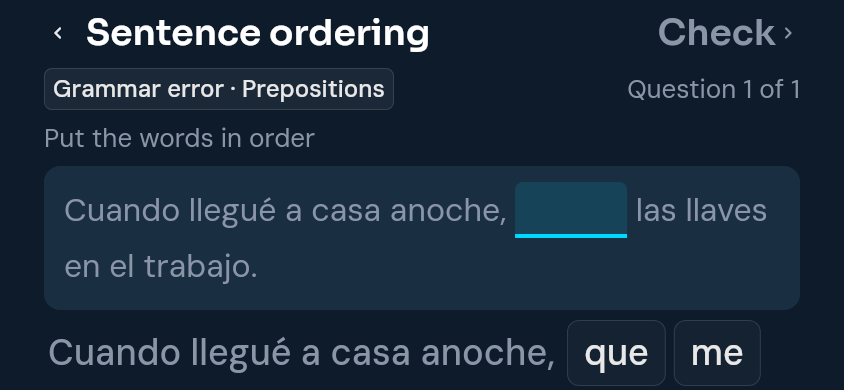 ‹ Sentence ordering Check ›
Grammar error · Prepositions Question 1 of 1
Put the words in order
Cuando llegué a casa anoche, las llaves
en el trabajo.
Cuando llegué a casa anoche, que me